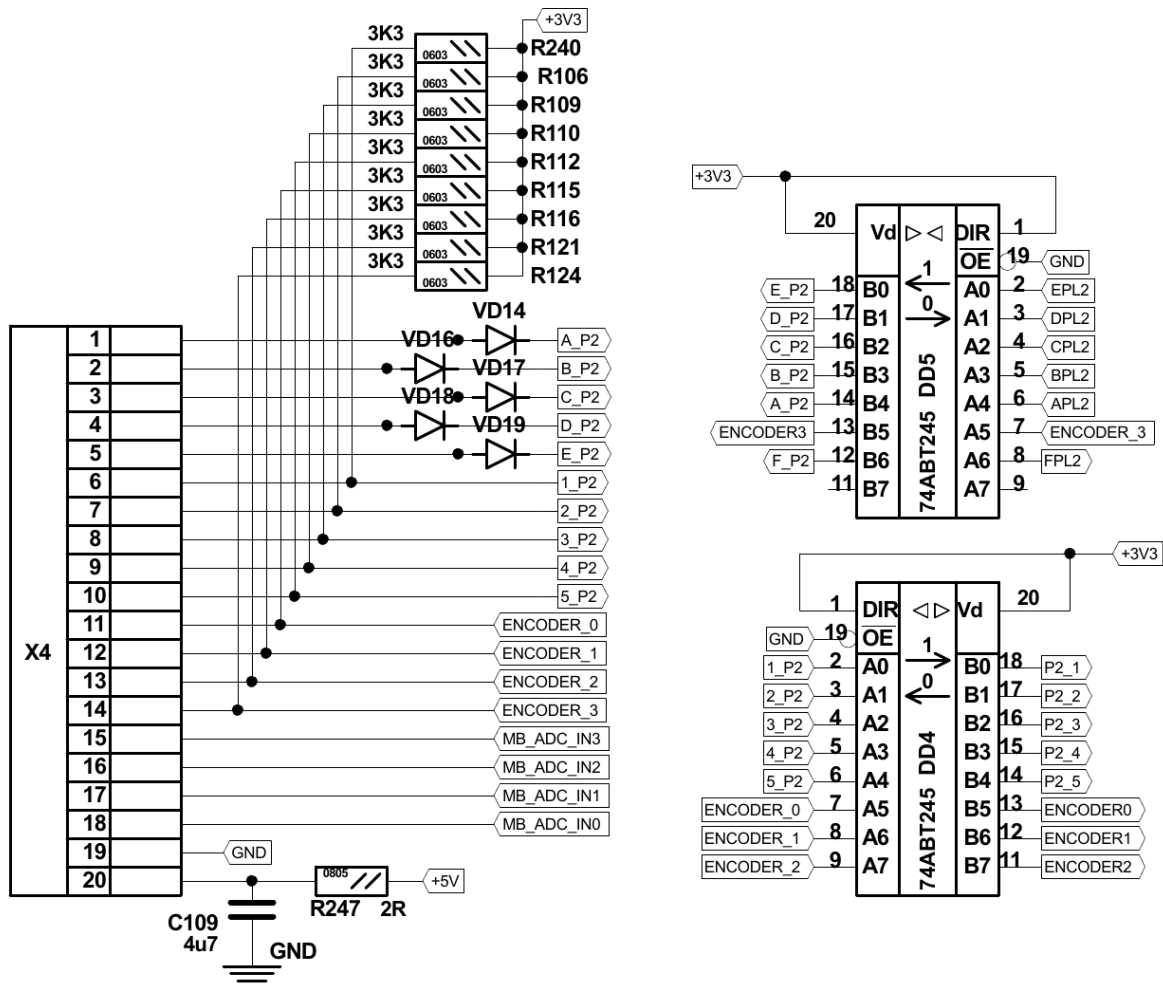 +3V3
3K3 0603 R240
3K3 0603 R106
3K3 0603 R109
3K3 0603 R110
3K3 0603 R112
3K3 0603 R115
3K3 0603 R116
3K3 0603 R121
3K3 0603 R124
X4
1 VD14 A_P2
2 VD16 B_P2
3 VD17 C_P2
4 VD18 D_P2
5 VD19 E_P2
6 1_P2
7 2_P2
8 3_P2
9 4_P2
10 5_P2
11 ENCODER_0
12 ENCODER_1
13 ENCODER_2
14 ENCODER_3
15 MB_ADC_IN3
16 MB_ADC_IN2
17 MB_ADC_IN1
18 MB_ADC_IN0
19 GND
20 0805 +5V
R247 2R
C109
4u7
GND
+3V3
20 Vd DIR 1
OE 19 GND
1
0
E_P2 18 B0 A0 2 EPL2
D_P2 17 B1 A1 3 DPL2
C_P2 16 B2 A2 4 CPL2
B_P2 15 B3 A3 5 BPL2
A_P2 14 B4 A4 6 APL2
ENCODER3 13 B5 A5 7 ENCODER_3
F_P2 12 B6 A6 8 FPL2
11 B7 A7 9
74ABT245 DD5
+3V3
1 DIR Vd 20
GND 19 OE
1
0
1_P2 2 A0 B0 18 P2_1
2_P2 3 A1 B1 17 P2_2
3_P2 4 A2 B2 16 P2_3
4_P2 5 A3 B3 15 P2_4
5_P2 6 A4 B4 14 P2_5
ENCODER_0 7 A5 B5 13 ENCODER0
ENCODER_1 8 A6 B6 12 ENCODER1
ENCODER_2 9 A7 B7 11 ENCODER2
74ABT245 DD4